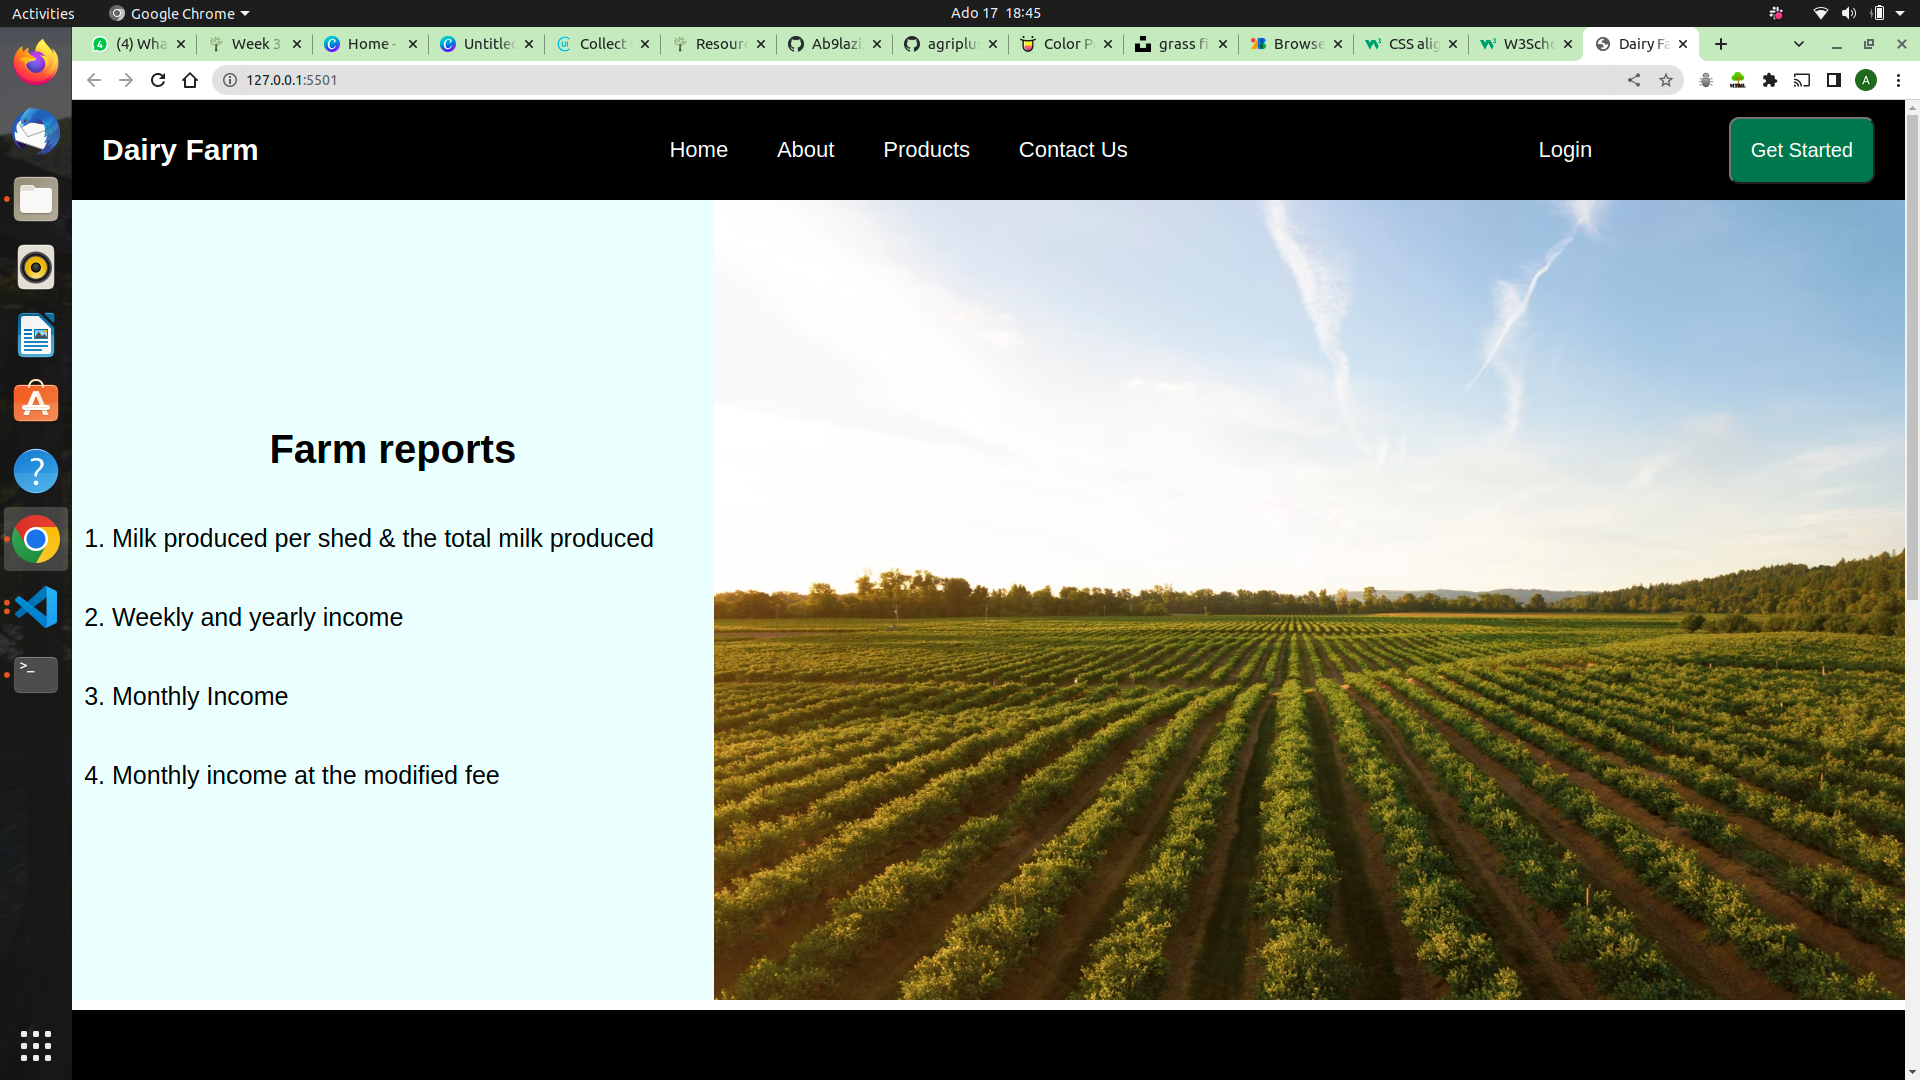 Activities
Google Chrome
Ado 17 18:45
(4) Wha
Week 3
Home -
Untitled
Collect
Resour
Ab9lazi
agriplus
Color P
grass fi
Browse
CSS alig
W3Scho
Dairy Fa
127.0.0.1:5501
A
Dairy Farm
Home
About
Products
Contact Us
Login
Get Started
Farm reports
1. Milk produced per shed & the total milk produced
2. Weekly and yearly income
3. Monthly Income
4. Monthly income at the modified fee